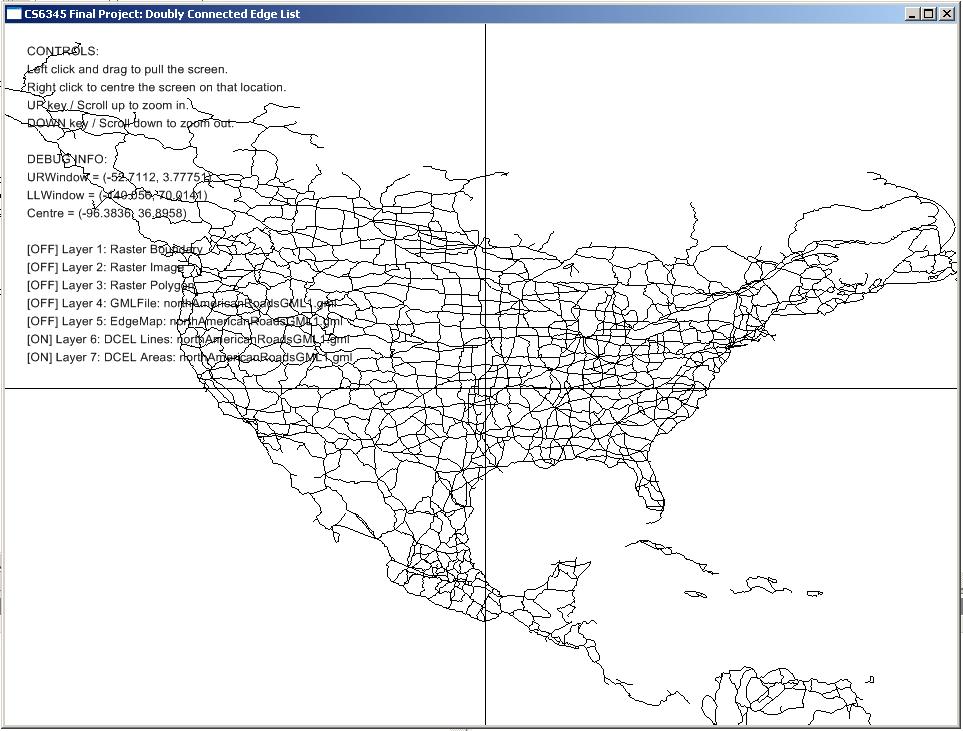 CS6345 Final Project: Doubly Connected Edge List
CONTROLS:
Left click and drag to pull the screen.
Right click to centre the screen on that location.
UP key / Scroll up to zoom in.
DOWN key / Scroll down to zoom out.
DEBUG INFO:
URWindow = (-52.7112, 3.77751)
LLWindow = (-140.056, 70.0141)
Centre = (-96.3836, 36.8958)
[OFF] Layer 1: Raster Boundary
[OFF] Layer 2: Raster Image
[OFF] Layer 3: Raster Polygon
[OFF] Layer 4: GMLFile: northAmericanRoadsGML1.gml
[OFF] Layer 5: EdgeMap: northAmericanRoadsGML1.gml
[ON] Layer 6: DCEL Lines: northAmericanRoadsGML1.gml
[ON] Layer 7: DCEL Areas: northAmericanRoadsGML1.gml